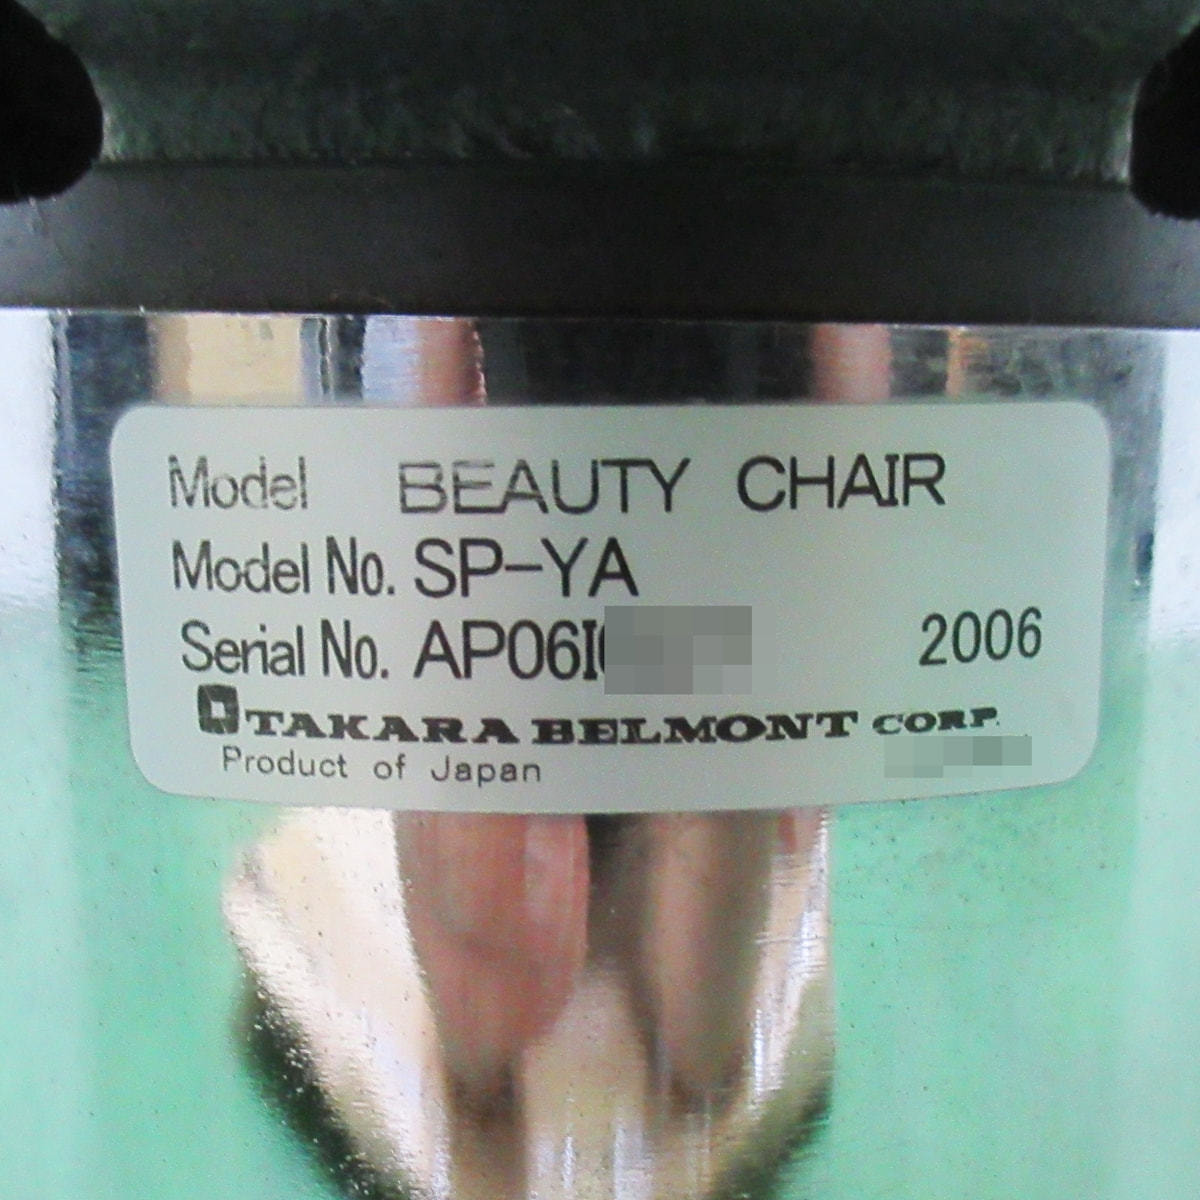 Model BEAUTY CHAIR
Model No. SP-YA
Serial No. AP06I 2006
TAKARA BELMONT CORP.
Product of Japan